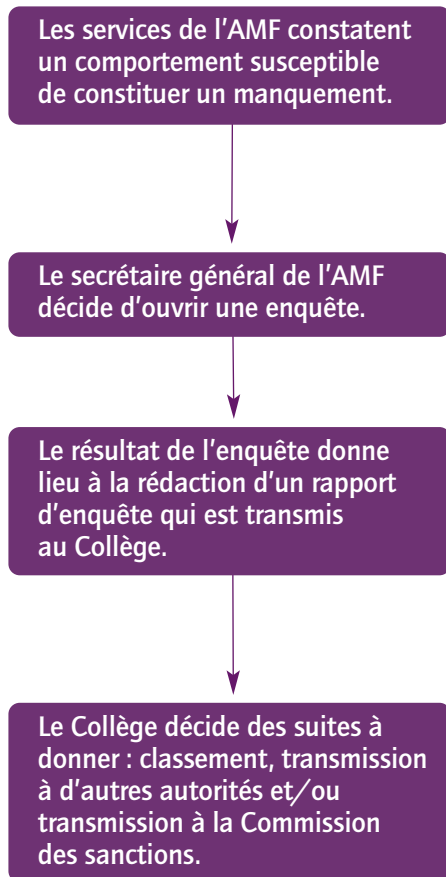 Les services de l'AMF constatent
un comportement susceptible
de constituer un manquement.
Le secrétaire général de l'AMF
décide d'ouvrir une enquête.
Le résultat de l'enquête donne
lieu à la rédaction d'un rapport
d'enquête qui est transmis
au Collège.
Le Collège décide des suites à
donner : classement, transmission
à d'autres autorités et/ou
transmission à la Commission
des sanctions.